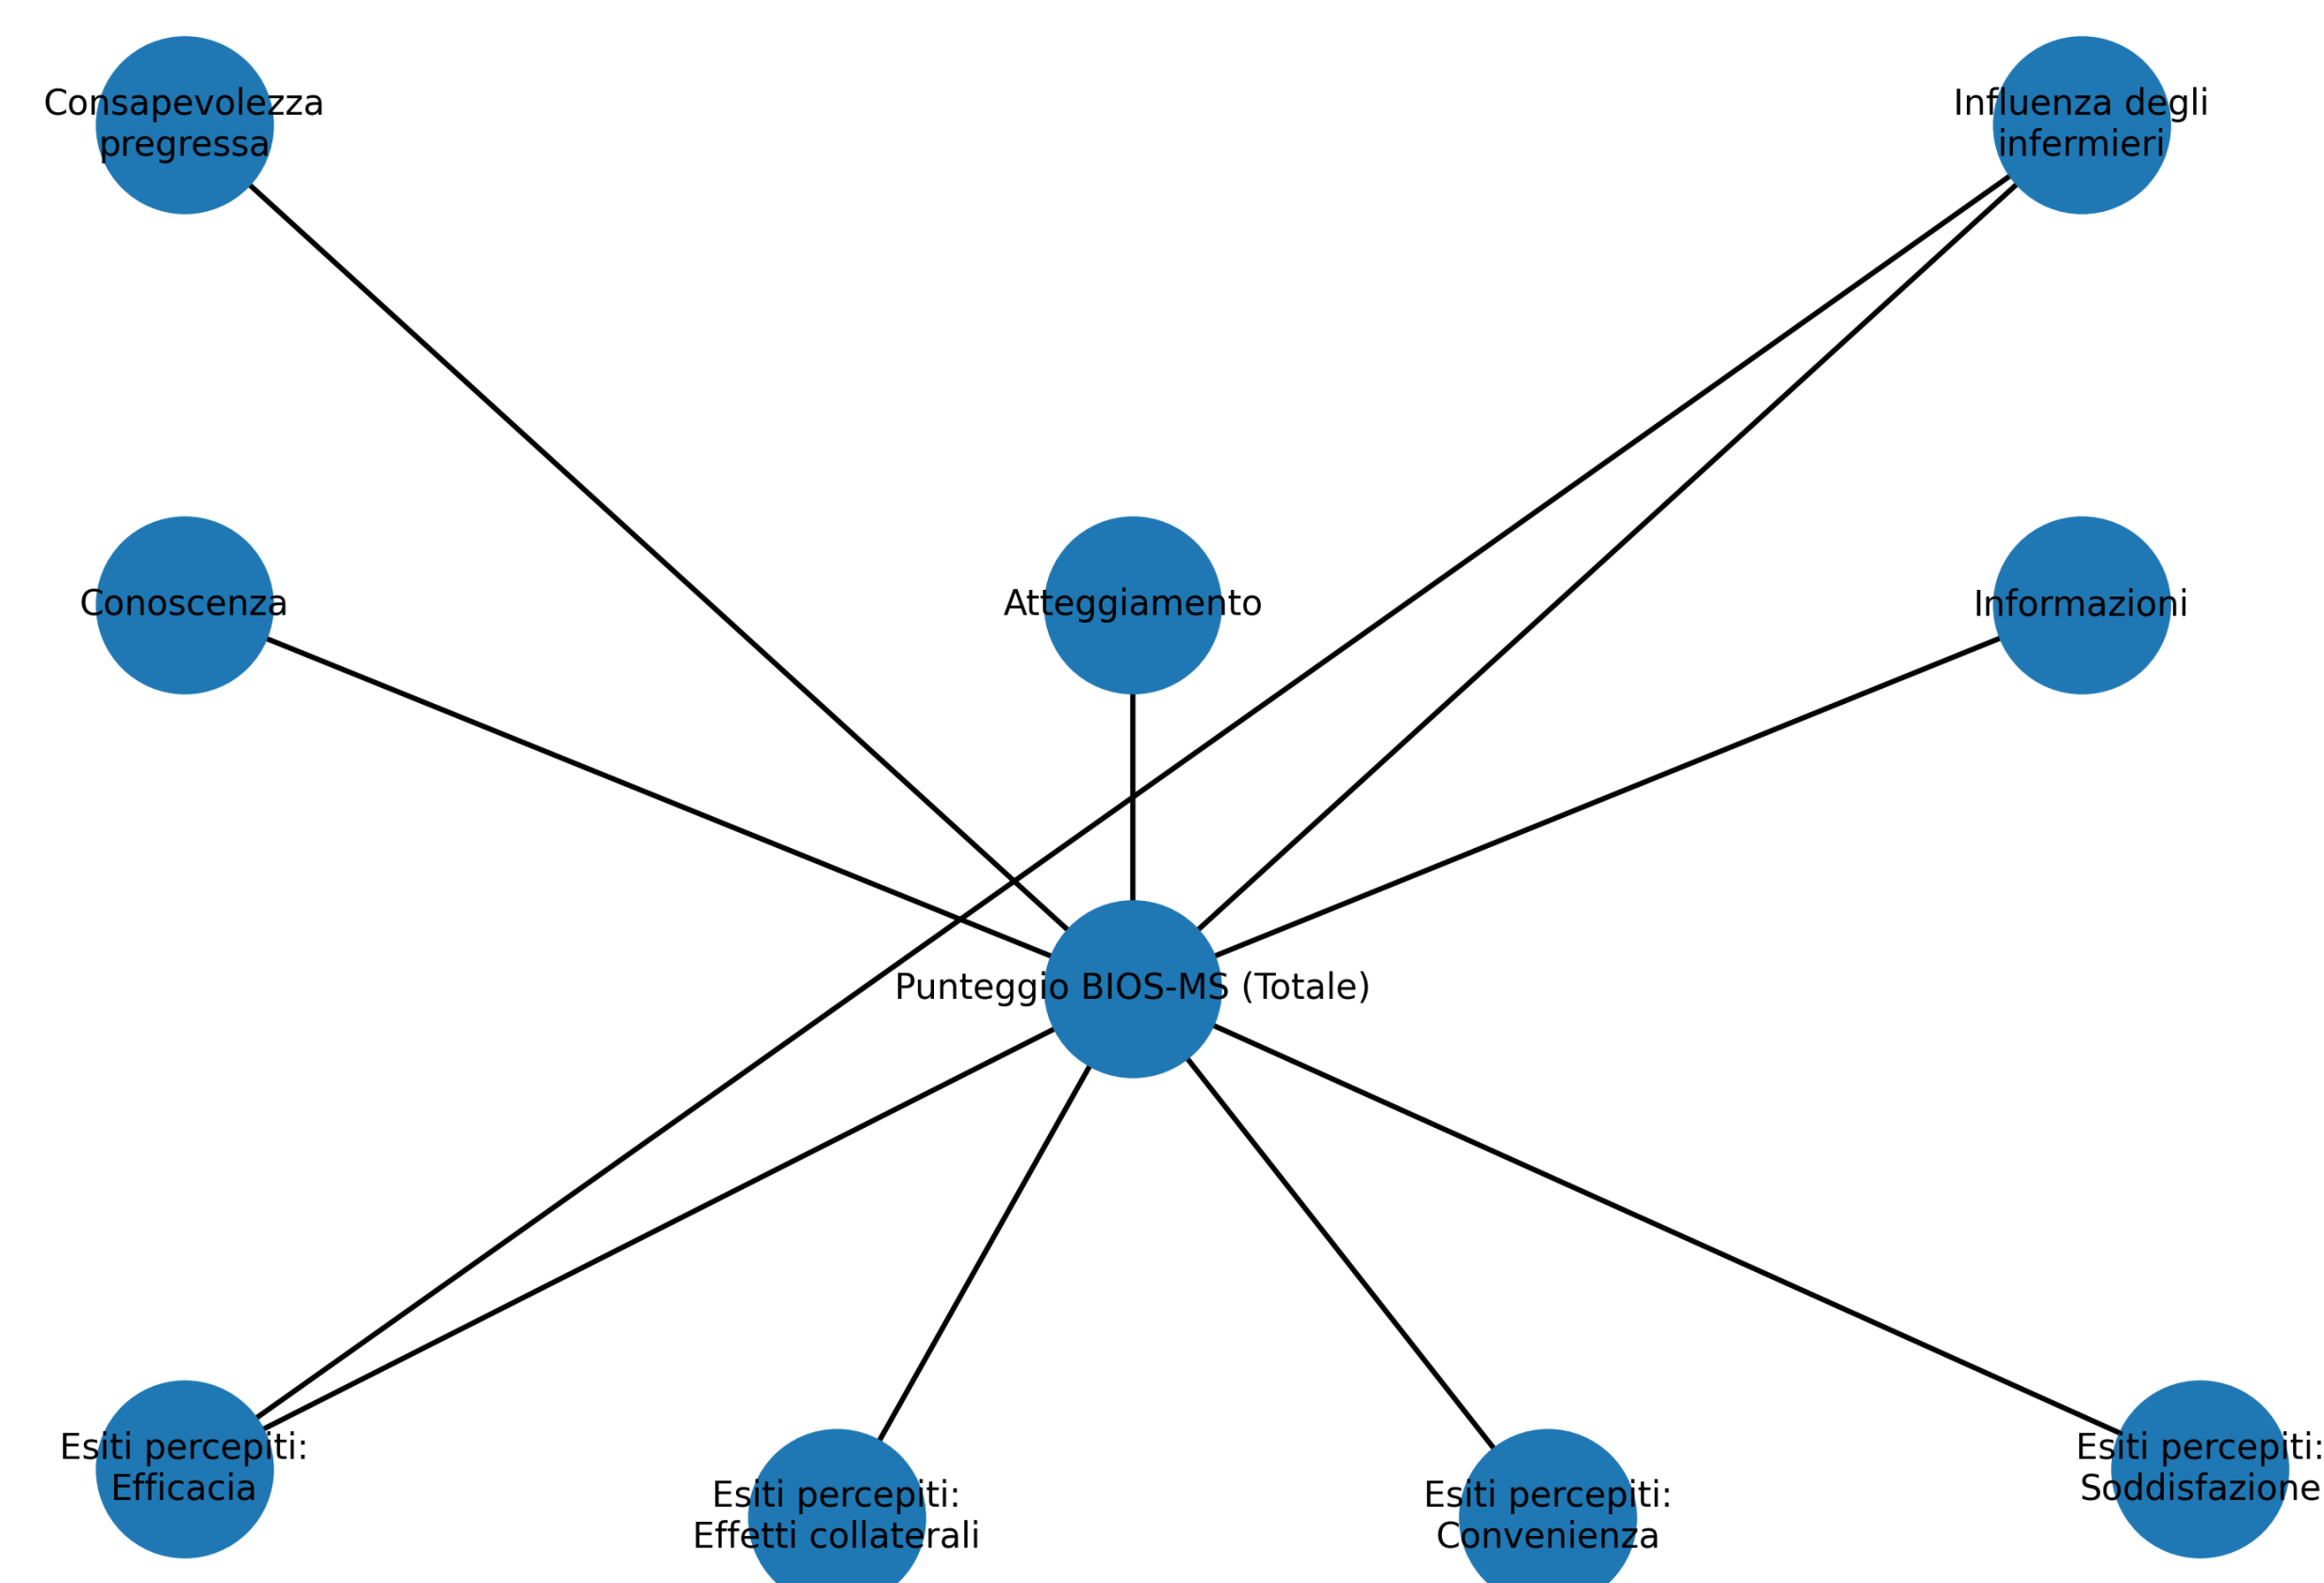 Consapevolezza
pregressa
Influenza degli
infermieri
Conoscenza
Atteggiamento
Informazioni
Punteggio BIOS-MS (Totale)
Esiti percepiti:
Efficacia
Esiti percepiti:
Effetti collaterali
Esiti percepiti:
Convenienza
Esiti percepiti:
Soddisfazione